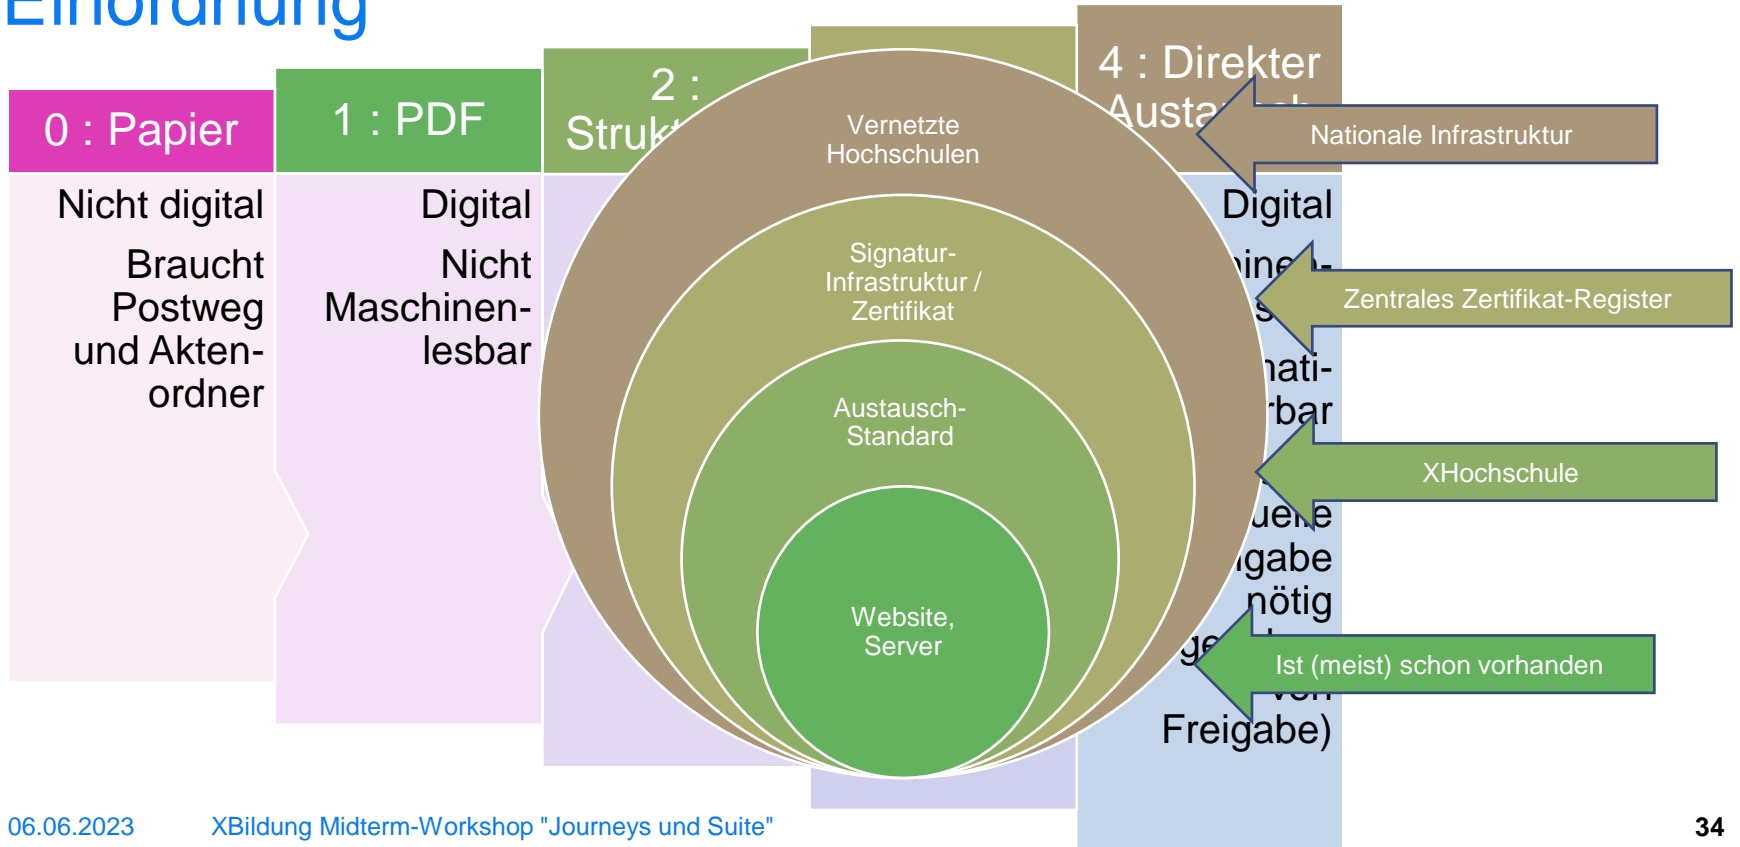 Einordnung
0 : Papier
Nicht digital
Braucht
Postweg
und Akten-
ordner
1 : PDF
Digital
Nicht
Maschinen-
lesbar
2 :
4 : Direkter
Digital
nötig
Freigabe)
Vernetzte
Hochschulen
Signatur-
Infrastruktur /
Zertifikat
Austausch-
Standard
Website,
Server
Nationale Infrastruktur
Zentrales Zertifikat-Register
XHochschule
Ist (meist) schon vorhanden
06.06.2023
XBildung Midterm-Workshop "Journeys und Suite"
34